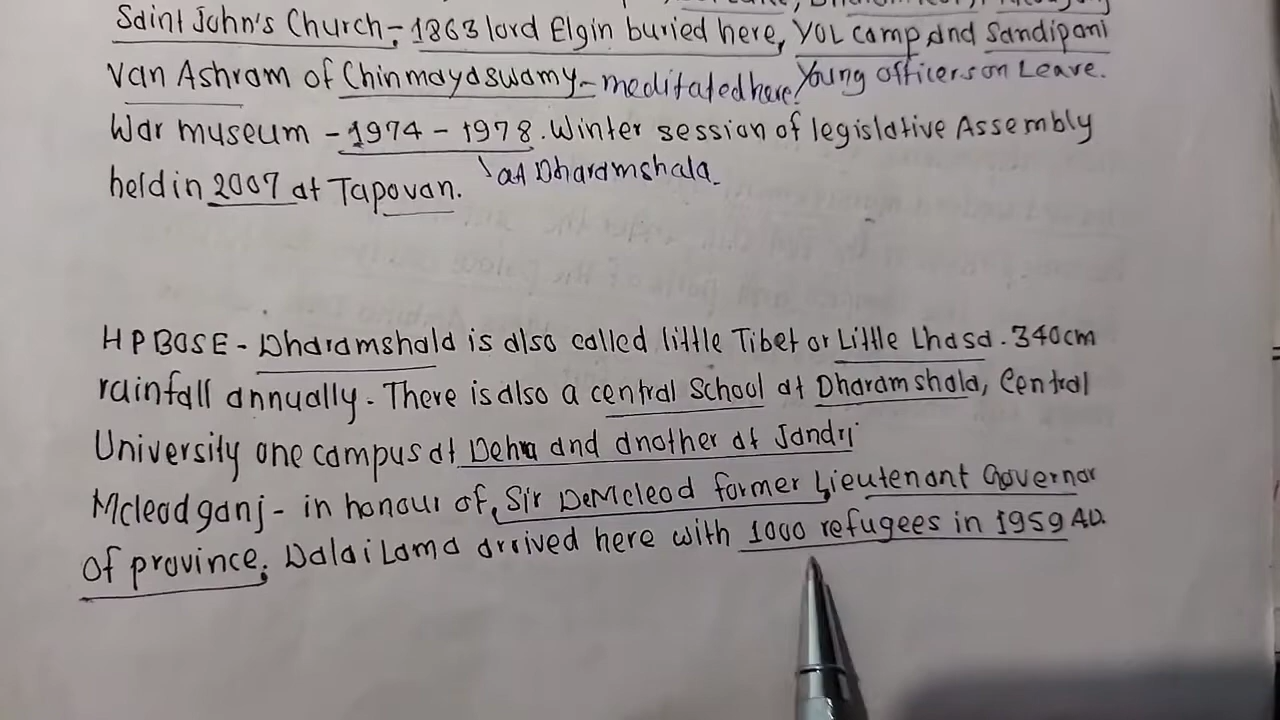 Saint John's Church - 1863 lord Elgin buried here, YOL camp and Sandipani
Van Ashram of Chinmayaswamy - meditated here. Young officers on Leave.
War museum - 1974 - 1978. Winter session of legislative Assembly
held in 2007 at Tapovan. at Dharamshala
HPBOSE - Dharamshala is also called little Tibet or Little Lhasa. 340cm
rainfall annually. There is also a central School at Dharamshala, Central
University one campus at Dehra and another at Jandri
Mcleodganj - in honour of Sir DeMcleod former Lieutenant Governor
of province. Dalai Lama arrived here with 1000 refugees in 1959 AD.